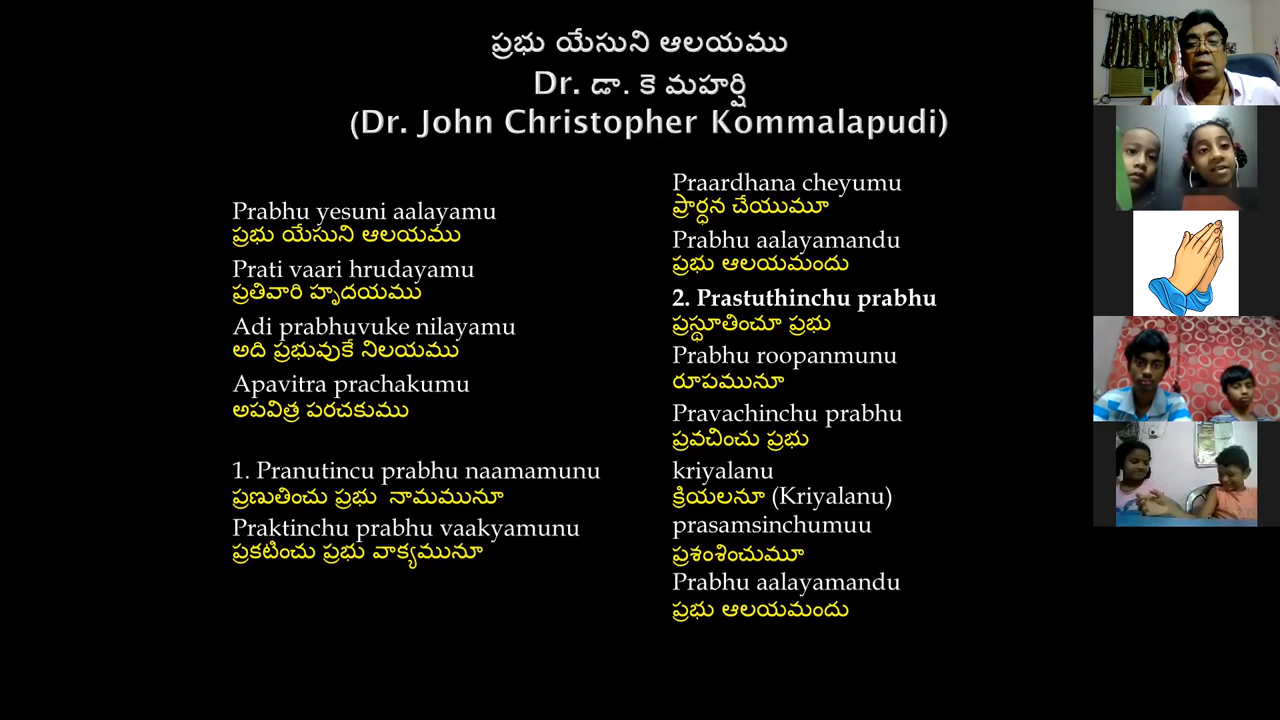 ప్రభు యేసుని ఆలయము
Dr. డా. కె మహర్షి
(Dr. John Christopher Kommalapudi)
Prabhu yesuni aalayamu
ప్రభు యేసుని ఆలయము
Prati vaari hrudayamu
ప్రతివారి హృదయము
Adi prabhuvuke nilayamu
అది ప్రభువుకే నిలయము
Apavitra prachakumu
అపవిత్ర పరచకుము
1. Pranutincu prabhu naamamunu
ప్రణుతించు ప్రభు నామమునూ
Praktinchu prabhu vaakyamunu
ప్రకటించు ప్రభు వాక్యమునూ
Praardhana cheyumu
ప్రార్ధన చేయుమూ
Prabhu aalayamandu
ప్రభు ఆలయమందు
2. Prastuthinchu prabhu
ప్రస్థూతించూ ప్రభు
Prabhu roopanmunu
రూపమునూ
Pravachinchu prabhu
ప్రవచించు ప్రభు
kriyalanu
క్రియలనూ (Kriyalanu)
prasamsinchumuu
ప్రశంశించుమూ
Prabhu aalayamandu
ప్రభు ఆలయమందు